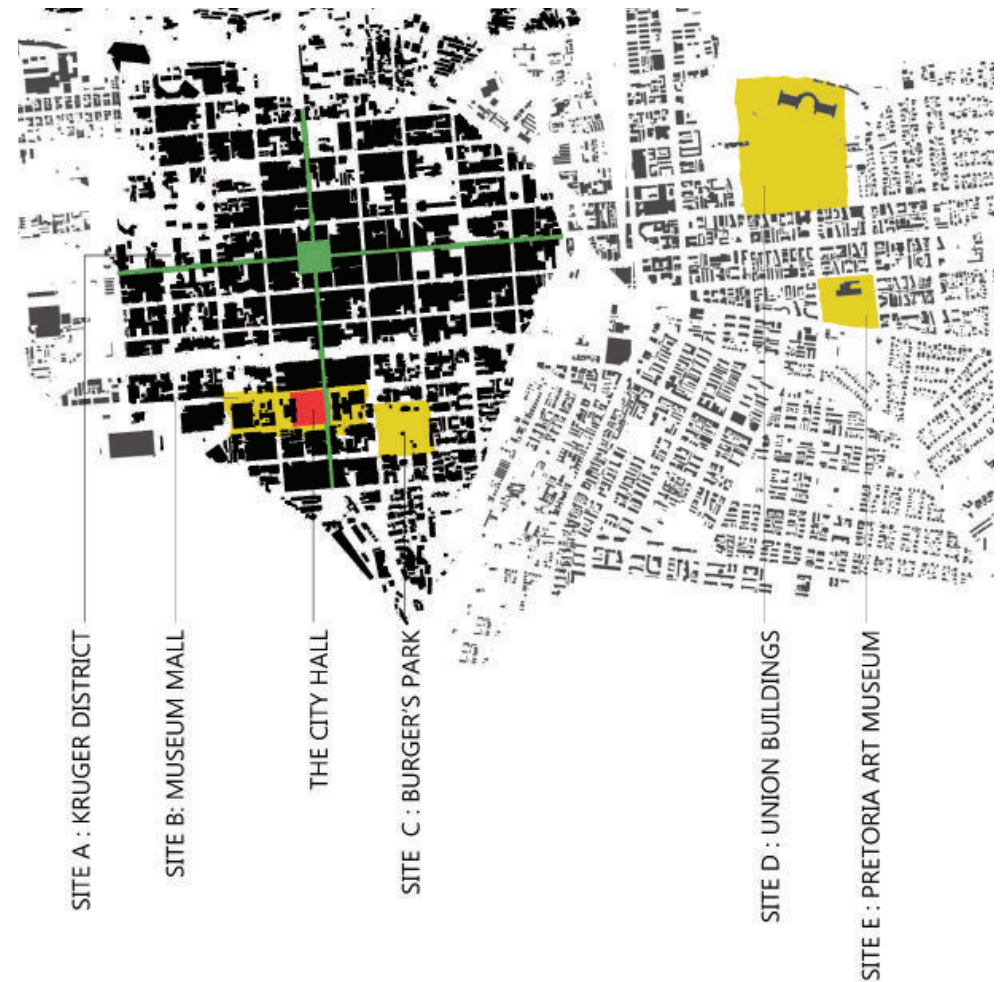 SITE A : KRUGER DISTRICT
SITE B: MUSEUM MALL
THE CITY HALL
SITE C : BURGER'S PARK
SITE D : UNION BUILDINGS
SITE E : PRETORIA ART MUSEUM